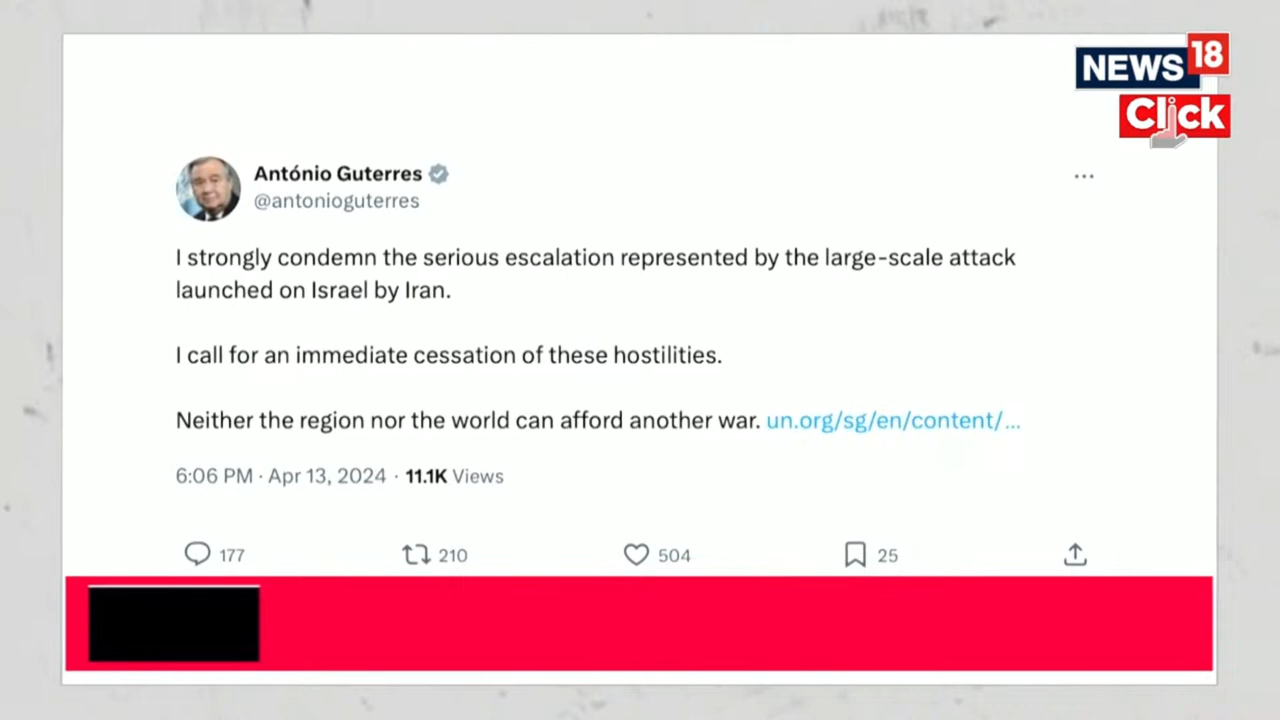 NEWS 18
Click
António Guterres
@antonioguterres
I strongly condemn the serious escalation represented by the large-scale attack
launched on Israel by Iran.
I call for an immediate cessation of these hostilities.
Neither the region nor the world can afford another war. un.org/sg/en/content/...
6:06 PM · Apr 13, 2024 · 11.1K Views
177 210 504 25